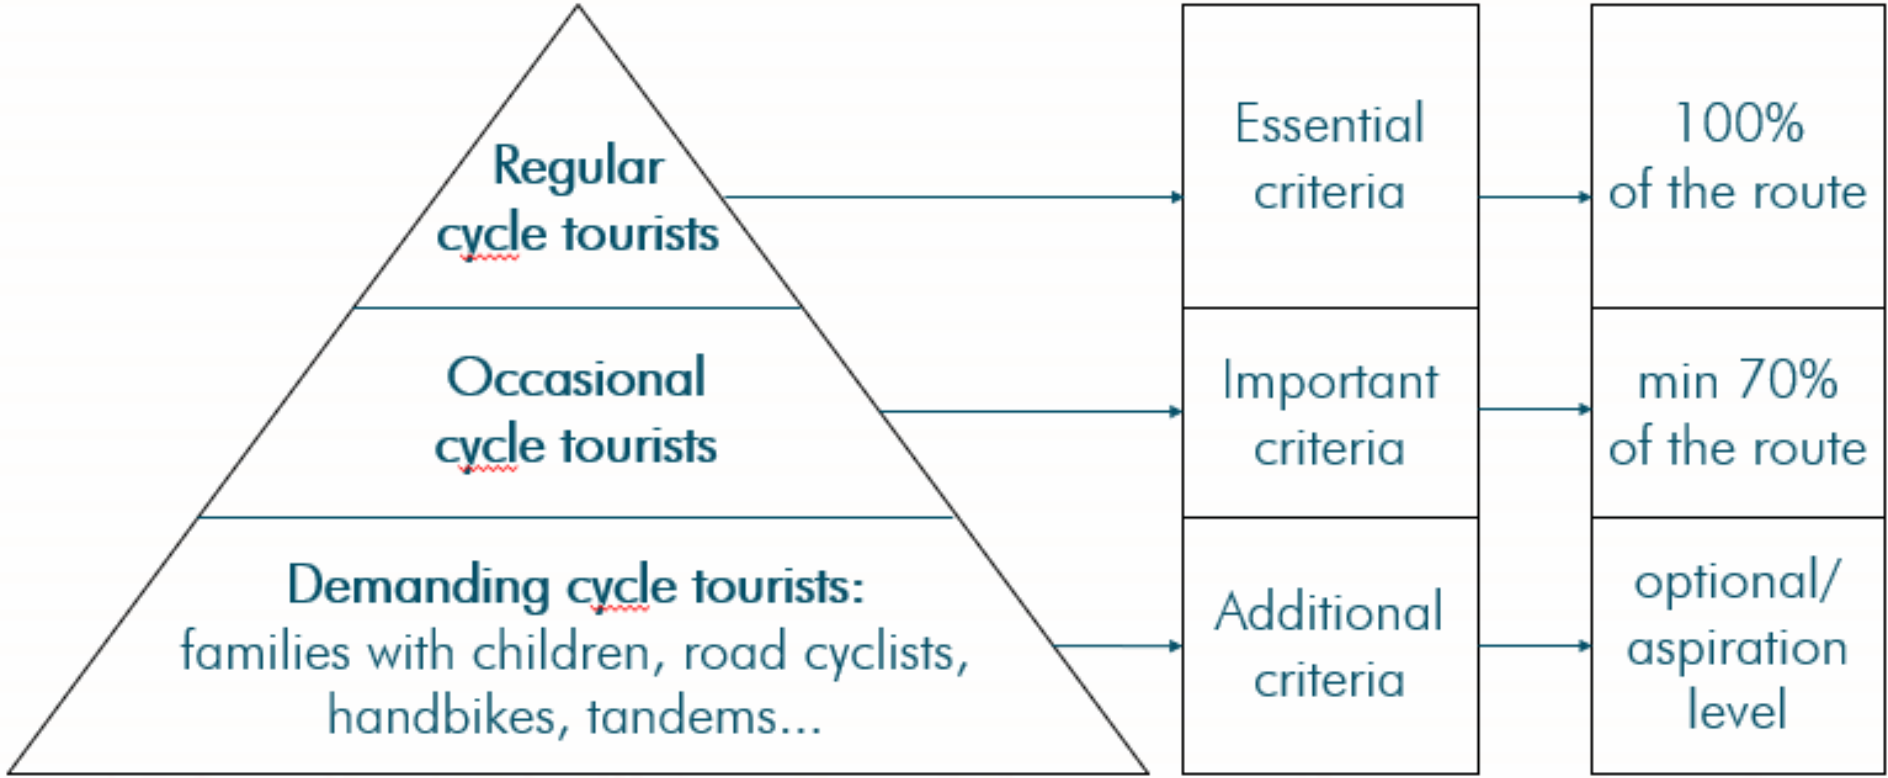 Regular
cycle tourists
Essential
criteria
100%
of the route
Occasional
cycle tourists
Important
criteria
min 70%
of the route
Demanding cycle tourists:
families with children, road cyclists,
handbikes, tandems...
Additional
criteria
optional/
aspiration
level